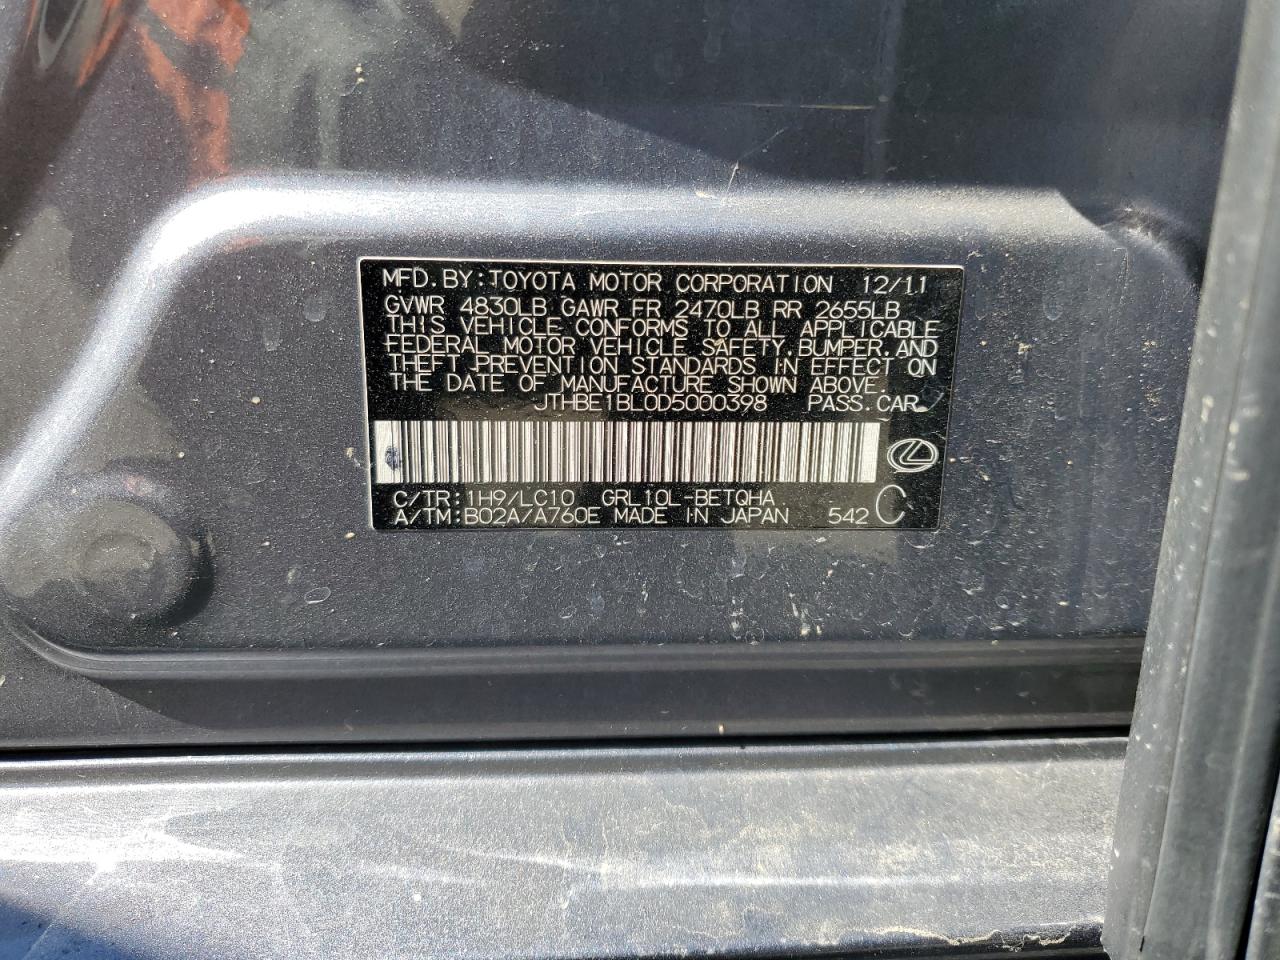 MFD. BY: TOYOTA MOTOR CORPORATION 12/11
GVWR 4830LB GAWR FR 2470LB RR 2655LB
THIS VEHICLE CONFORMS TO ALL APPLICABLE
FEDERAL MOTOR VEHICLE SAFETY, BUMPER, AND
THEFT PREVENTION STANDARDS IN EFFECT ON
THE DATE OF MANUFACTURE SHOWN ABOVE.
JTHBE1BL0D5000398 PASS. CAR
C/TR: 1H9/LC10 GRL10L-BETQHA
A/TM: B02A/A760E MADE IN JAPAN 542 C